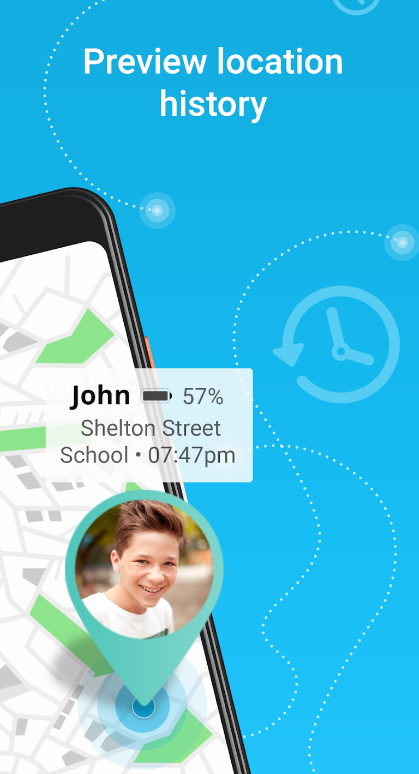 Preview location
history
John 57%
Shelton Street
School • 07:47pm